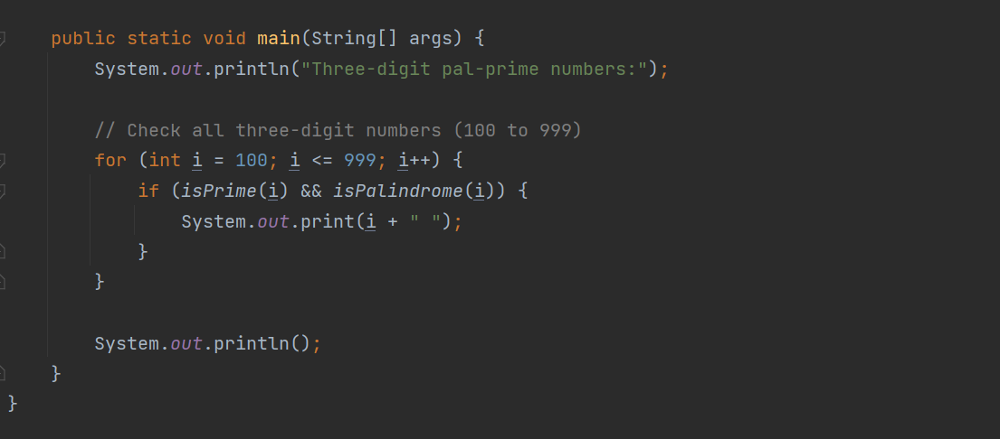 public static void main(String[] args) {
System.out.println("Three-digit pal-prime numbers:");
// Check all three-digit numbers (100 to 999)
for (int i = 100; i <= 999; i++) {
if (isPrime(i) && isPalindrome(i)) {
System.out.print(i + " ");
}
}
System.out.println();
}
}